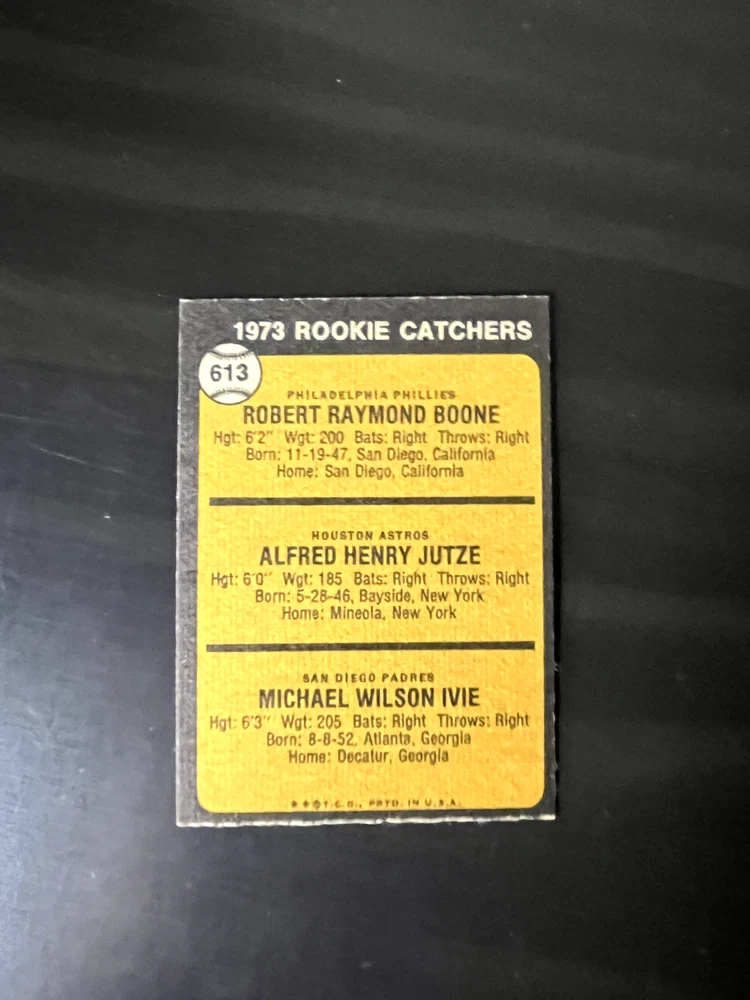 1973 ROOKIE CATCHERS
613
PHILADELPHIA PHILLIES
ROBERT RAYMOND BOONE
Hgt: 6'2" Wgt: 200 Bats: Right Throws: Right
Born: 11-19-47, San Diego, California
Home: San Diego, California
HOUSTON ASTROS
ALFRED HENRY JUTZE
Hgt: 6'0" Wgt: 185 Bats: Right Throws: Right
Born: 5-28-46, Bayside, New York
Home: Mineola, New York
SAN DIEGO PADRES
MICHAEL WILSON IVIE
Hgt: 6'3" Wgt: 205 Bats: Right Throws: Right
Born: 8-8-52, Atlanta, Georgia
Home: Decatur, Georgia
**©T.C.G., PRTD. IN U.S.A.